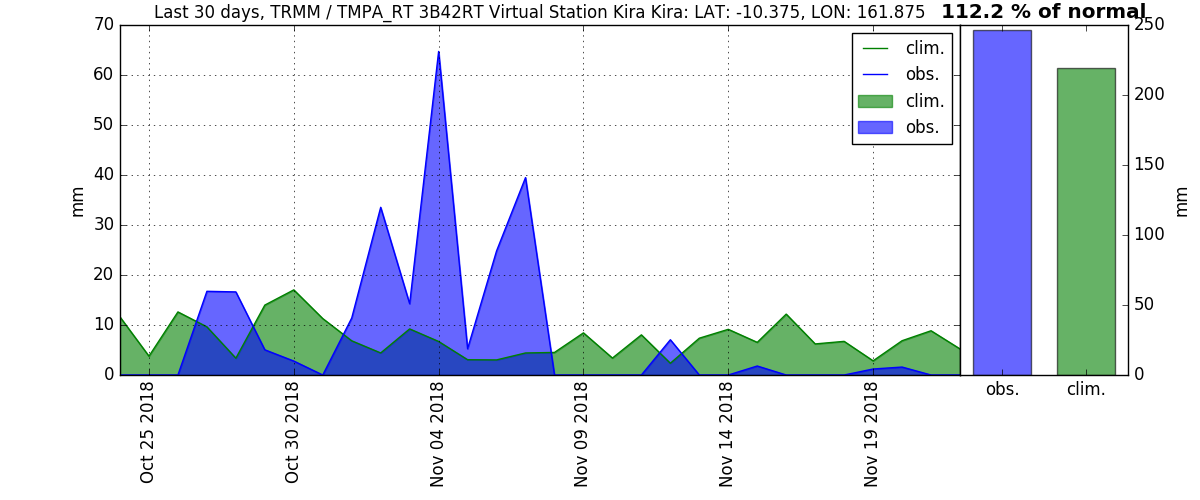 Last 30 days, TRMM / TMPA_RT 3B42RT Virtual Station Kira Kira: LAT: -10.375, LON: 161.875
112.2 % of normal
70
60
50
40
30
20
10
0
mm
clim.
obs.
clim.
obs.
250
200
150
100
50
0
mm
obs.
clim.
Oct 25 2018
Oct 30 2018
Nov 04 2018
Nov 09 2018
Nov 14 2018
Nov 19 2018